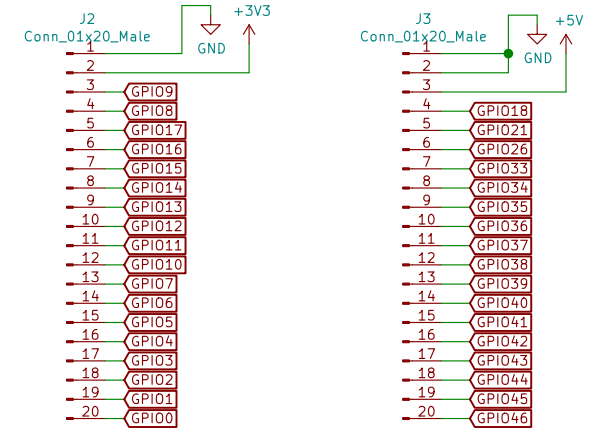 J2
Conn_01x20_Male
+3V3
GND
1
2
3 GPIO9
4 GPIO8
5 GPIO17
6 GPIO16
7 GPIO15
8 GPIO14
9 GPIO13
10 GPIO12
11 GPIO11
12 GPIO10
13 GPIO7
14 GPIO6
15 GPIO5
16 GPIO4
17 GPIO3
18 GPIO2
19 GPIO1
20 GPIO0
J3
Conn_01x20_Male
+5V
GND
1
2
3
4 GPIO18
5 GPIO21
6 GPIO26
7 GPIO33
8 GPIO34
9 GPIO35
10 GPIO36
11 GPIO37
12 GPIO38
13 GPIO39
14 GPIO40
15 GPIO41
16 GPIO42
17 GPIO43
18 GPIO44
19 GPIO45
20 GPIO46